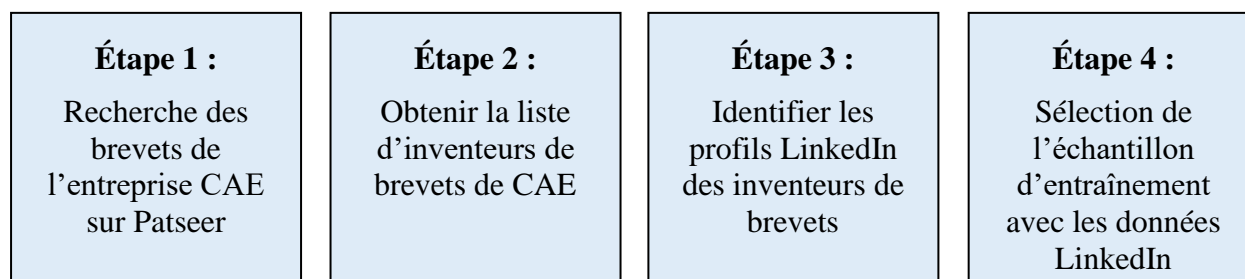 Étape 1 :
Recherche des
brevets de
l’entreprise CAE
sur Patseer
Étape 2 :
Obtenir la liste
d’inventeurs de
brevets de CAE
Étape 3 :
Identifier les
profils LinkedIn
des inventeurs de
brevets
Étape 4 :
Sélection de
l’échantillon
d’entraînement
avec les données
LinkedIn